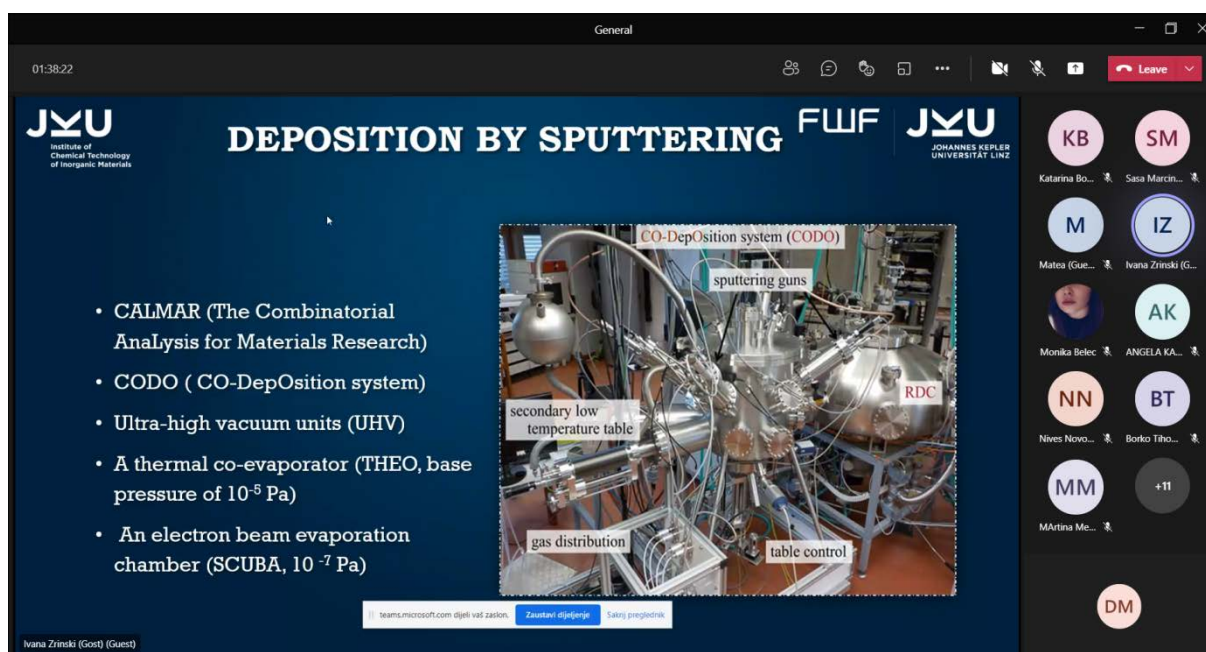 General
01:38:22
Leave
JKU
Institute of
Chemical Technology
of Inorganic Materials
DEPOSITION BY SPUTTERING
FWF
JKU
JOHANNES KEPLER
UNIVERSITÄT LINZ
• CALMAR (The Combinatorial
AnaLysis for Materials Research)
• CODO ( CO-DepOsition system)
• Ultra-high vacuum units (UHV)
• A thermal co-evaporator (THEO, base
pressure of 10⁻⁵ Pa)
• An electron beam evaporation
chamber (SCUBA, 10 ⁻⁷ Pa)
CO-DepOsition system (CODO)
sputtering guns
RDC
secondary low
temperature table
gas distribution
table control
teams.microsoft.com dijeli vaš zaslon.
Zaustavi dijeljenje
Sakrij preglednik
Ivana Zrinski (Gost) (Guest)
KB
Katarina Bo...
SM
Sasa Marcin...
M
Matea (Gue...
IZ
Ivana Zrinski (G...
Monika Belec
AK
ANGELA KA...
NN
Nives Novo...
BT
Borko Tiho...
MM
MArtina Me...
+11
DM